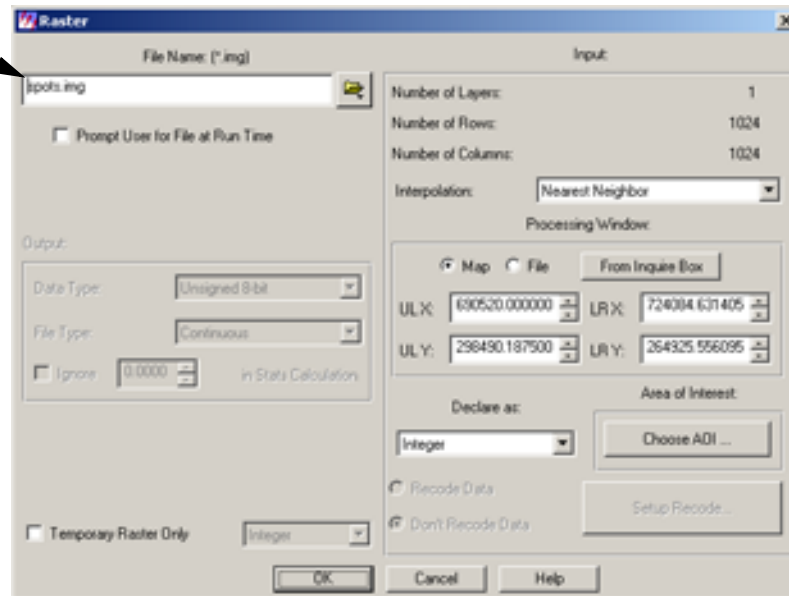 Raster
File Name: (*.img)
spots.img
Prompt User for File at Run Time
Output:
Data Type: Unsigned 8-bit
File Type: Continuous
Ignore 0.0000 in Stats Calculation
Temporary Raster Only Integer
Input:
Number of Layers: 1
Number of Rows: 1024
Number of Columns: 1024
Interpolation: Nearest Neighbor
Processing Window:
Map File From Inquire Box
UL X: 690520.000000 LR X: 724084.631405
UL Y: 298490.187500 LR Y: 264925.556095
Declare as:
Integer
Area of Interest:
Choose AOI ...
Recode Data
Don't Recode Data
Setup Recode...
OK Cancel Help